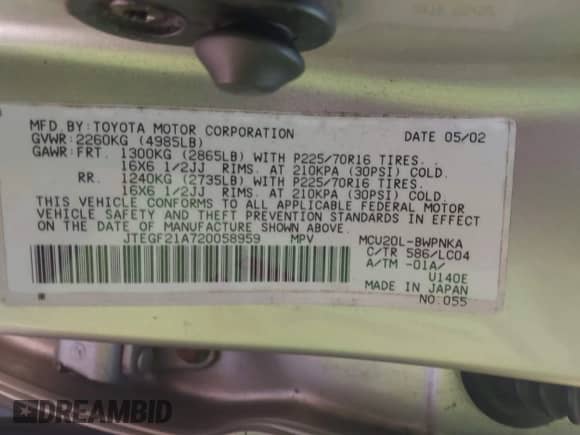 MFD.BY:TOYOTA MOTOR CORPORATION DATE 05/02
GVWR:2260KG (4985LB)
GAWR:FRT. 1300KG (2865LB) WITH P225/70R16 TIRES.
16X6 1/2JJ RIMS. AT 210KPA (30PSI) COLD.
RR. 1240KG (2735LB) WITH P225/70R16 TIRES.
16X6 1/2JJ RIMS. AT 210KPA (30PSI) COLD.
THIS VEHICLE CONFORMS TO ALL APPLICABLE FEDERAL MOTOR
VEHICLE SAFETY AND THEFT PREVENTION STANDARDS IN EFFECT
ON THE DATE OF MANUFACTURE SHOWN ABOVE.
JTEGF21A720058959 MPV MCU20L-BWPNKA
C/TR 586/LC04
A/TM -01A/
U140E
MADE IN JAPAN
NO.055
DREAMBID